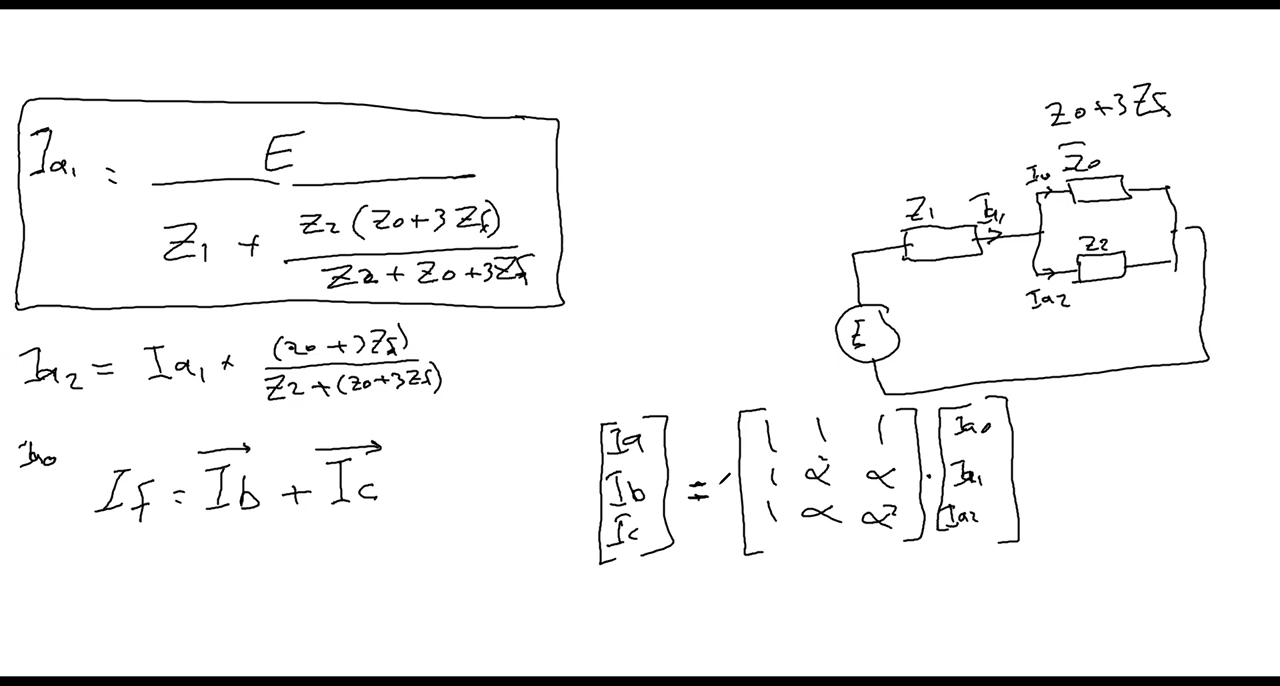 Ia1 = E / (Z1 + Z2 (Z0+3Zf) / (Z2 + Z0 +3Zf))
Ia2 = Ia1 * (Z0 +3Zf) / (Z2+(Z0+3Zf))
Ia0
If = Ib + Ic
Z0+3Zf
I0 Z0
Z1 Ia1
Z2
Ia2
E
[Ia] = [1 1 1] . [Ia0]
[Ib] [1 α² α] [Ia1]
[Ic] [1 α α²] [Ia2]